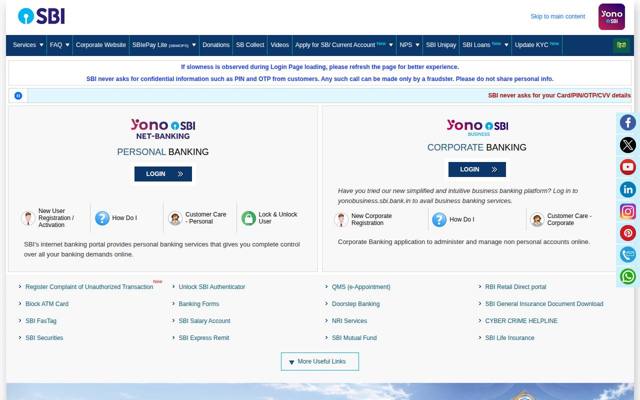 SBI
Skip to main content
yono SBI
Services
FAQ
Corporate Website
SBIePay Lite
Donations
SB Collect
Videos
Apply for SB/ Current Account New
NPS
SBI Unipay
SBI Loans New
Update KYC New
हिन्दी
If slowness is observed during Login Page loading, please refresh the page for better experience.
SBI never asks for confidential information such as PIN and OTP from customers. Any such call can be made only by a fraudster. Please do not share personal info.
SBI never asks for your Card/PIN/OTP/CVV details
yono SBI
NET-BANKING
PERSONAL BANKING
LOGIN
New User
Registration /
Activation
How Do I
Customer Care
- Personal
Lock & Unlock
User
SBI's internet banking portal provides personal banking services that gives you complete control
over all your banking demands online.
yono SBI
BUSINESS
CORPORATE BANKING
LOGIN
Have you tried our new simplified and intuitive business banking platform? Log in to
yonobusiness.sbi.bank.in to avail business banking services.
New Corporate
Registration
How Do I
Customer Care -
Corporate
Corporate Banking application to administer and manage non personal accounts online.
Register Complaint of Unauthorized Transaction New
Unlock SBI Authenticator
QMS (e-Appointment)
RBI Retail Direct portal
Block ATM Card
Banking Forms
Doorstep Banking
SBI General Insurance Document Download
SBI FasTag
SBI Salary Account
NRI Services
CYBER CRIME HELPLINE
SBI Securities
SBI Express Remit
SBI Mutual Fund
SBI Life Insurance
More Useful Links